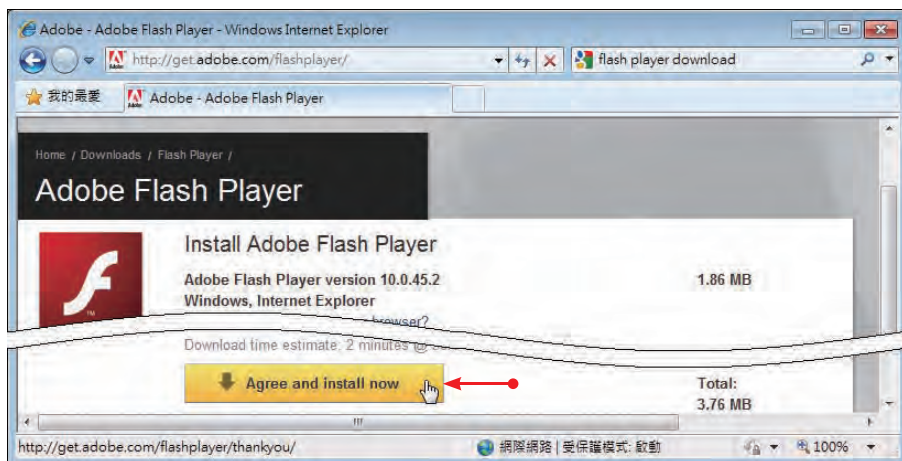 Adobe - Adobe Flash Player - Windows Internet Explorer
http://get.adobe.com/flashplayer/
flash player download
我的最愛
Adobe - Adobe Flash Player
Home / Downloads / Flash Player /
Adobe Flash Player
Install Adobe Flash Player
Adobe Flash Player version 10.0.45.2
1.86 MB
Windows, Internet Explorer
browser?
Download time estimate: 2 minutes @
Agree and install now
Total:
3.76 MB
http://get.adobe.com/flashplayer/thankyou/
網際網路 | 受保護模式: 啟動
100%